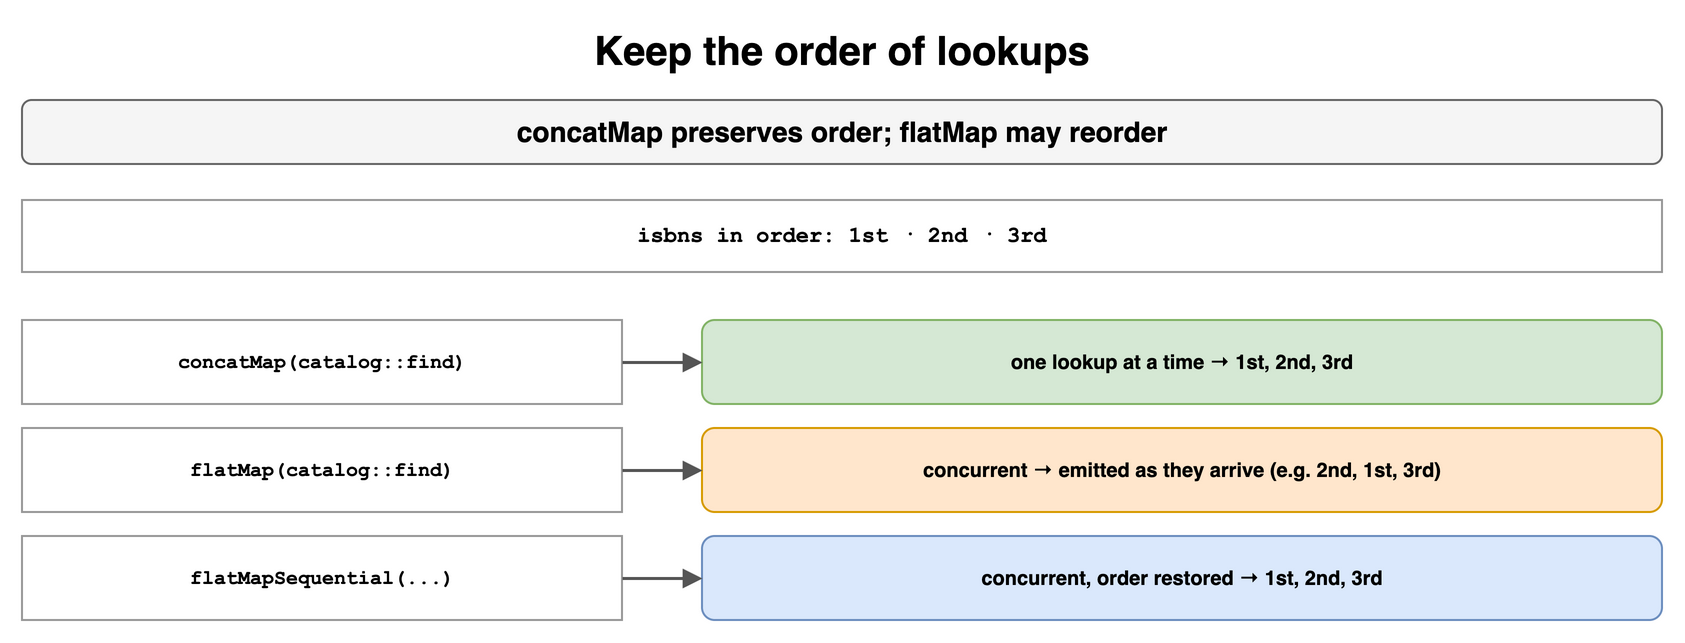 Keep the order of lookups
concatMap preserves order; flatMap may reorder
isbns in order: 1st · 2nd · 3rd
concatMap(catalog::find)
one lookup at a time → 1st, 2nd, 3rd
flatMap(catalog::find)
concurrent → emitted as they arrive (e.g. 2nd, 1st, 3rd)
flatMapSequential(...)
concurrent, order restored → 1st, 2nd, 3rd